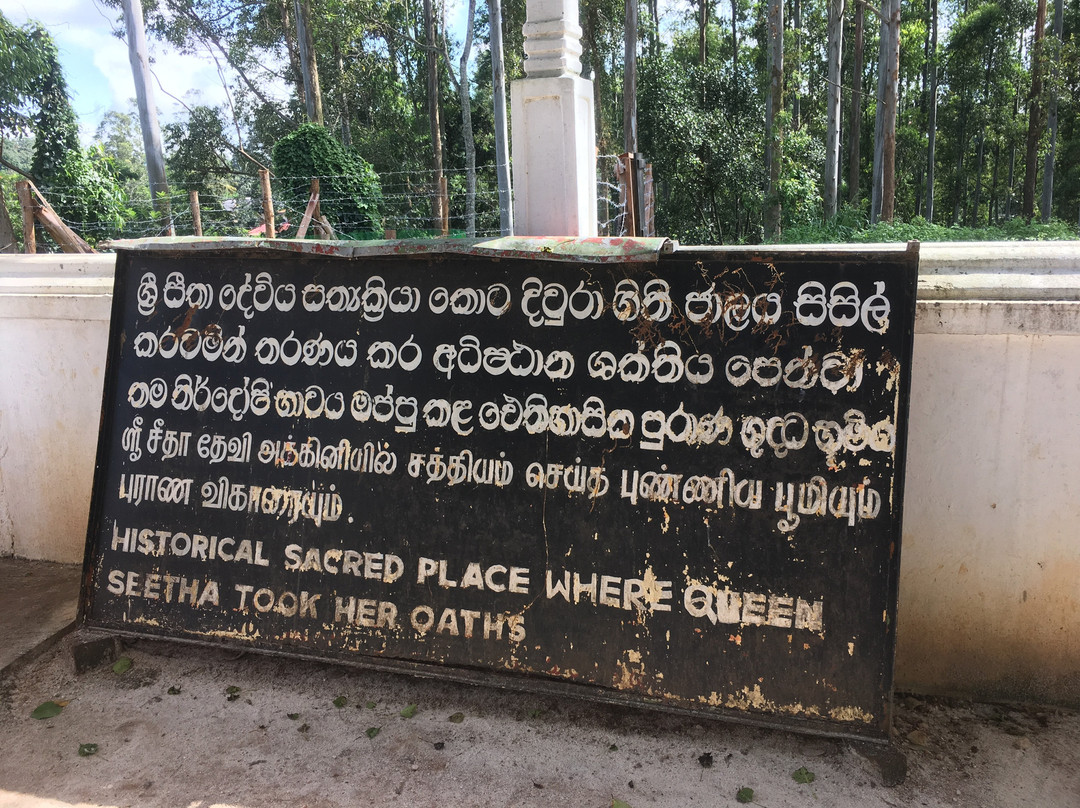 ශ්‍රී සීතා දේවිය සත්‍යක්‍රියා කොට දිවුරා ගිනි ජාලය සිසිල්
කරවමින් තරණය කර අධිෂ්ඨාන ශක්තිය පෙන්වා
තම නිර්දෝෂි භාවය ඔප්පු කළ ඓතිහාසික පුරාණ ශුද්ධ භූමිය
ஸ்ரீ சீதா தேவி அக்கினியில் சத்தியம் செய்த புண்ணிய பூமியும்
புராண விகாரையும்.
HISTORICAL SACRED PLACE WHERE QUEEN
SEETHA TOOK HER OATHS